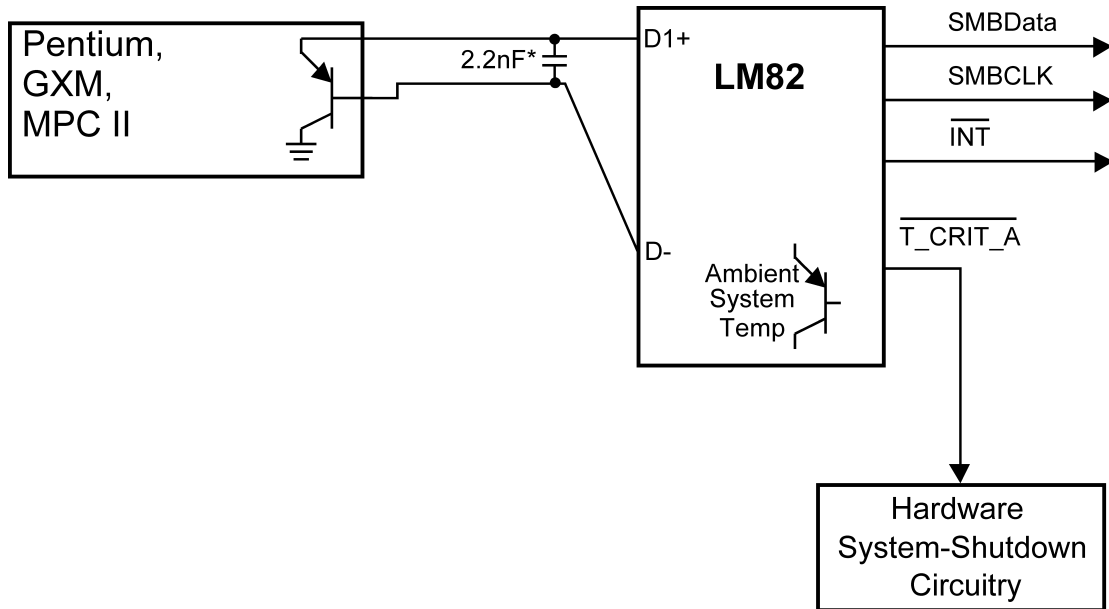 Pentium,
GXM,
MPC II
2.2nF*
D1+
D-
LM82
Ambient
System
Temp
SMBData
SMBCLK
INT
T_CRIT_A
Hardware
System-Shutdown
Circuitry